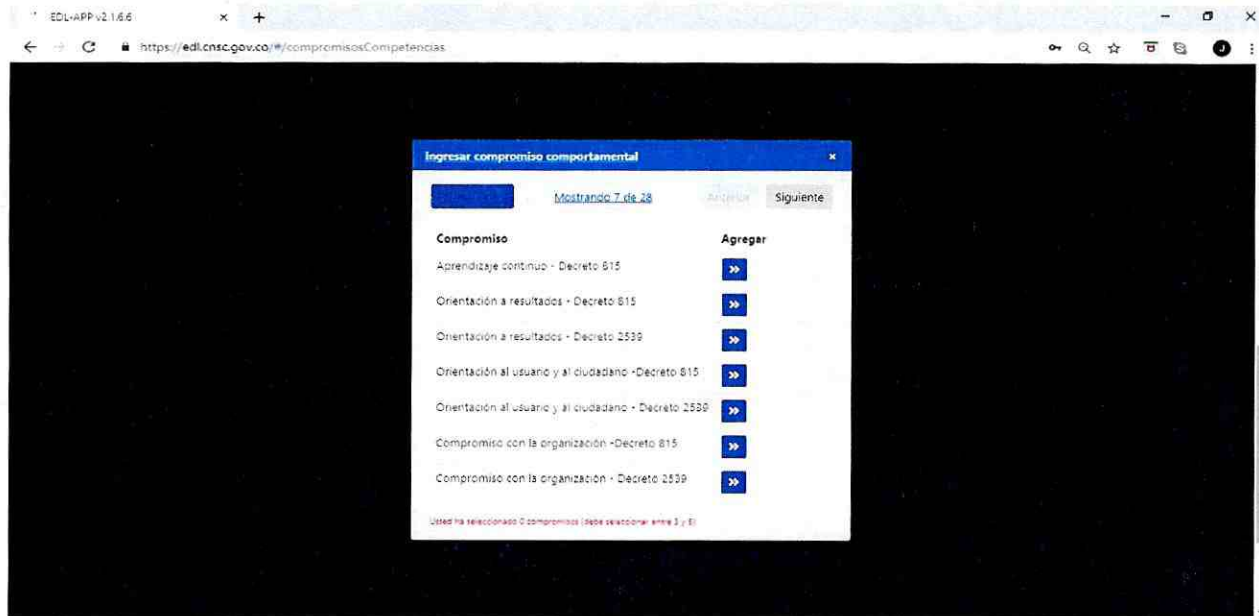 EDL-APP v2.1.6.6
https://edl.cnsc.gov.co/#/compromisosCompetencias
J
Ingresar compromiso comportamental
Mostrando 7 de 28 Anterior Siguiente
Compromiso Agregar
Aprendizaje continuo - Decreto 815
Orientación a resultados - Decreto 815
Orientación a resultados - Decreto 2539
Orientación al usuario y al ciudadano -Decreto 815
Orientación al usuario y al ciudadano - Decreto 2539
Compromiso con la organización -Decreto 815
Compromiso con la organización - Decreto 2539
Usted ha seleccionado 0 compromisos (debe seleccionar entre 3 y